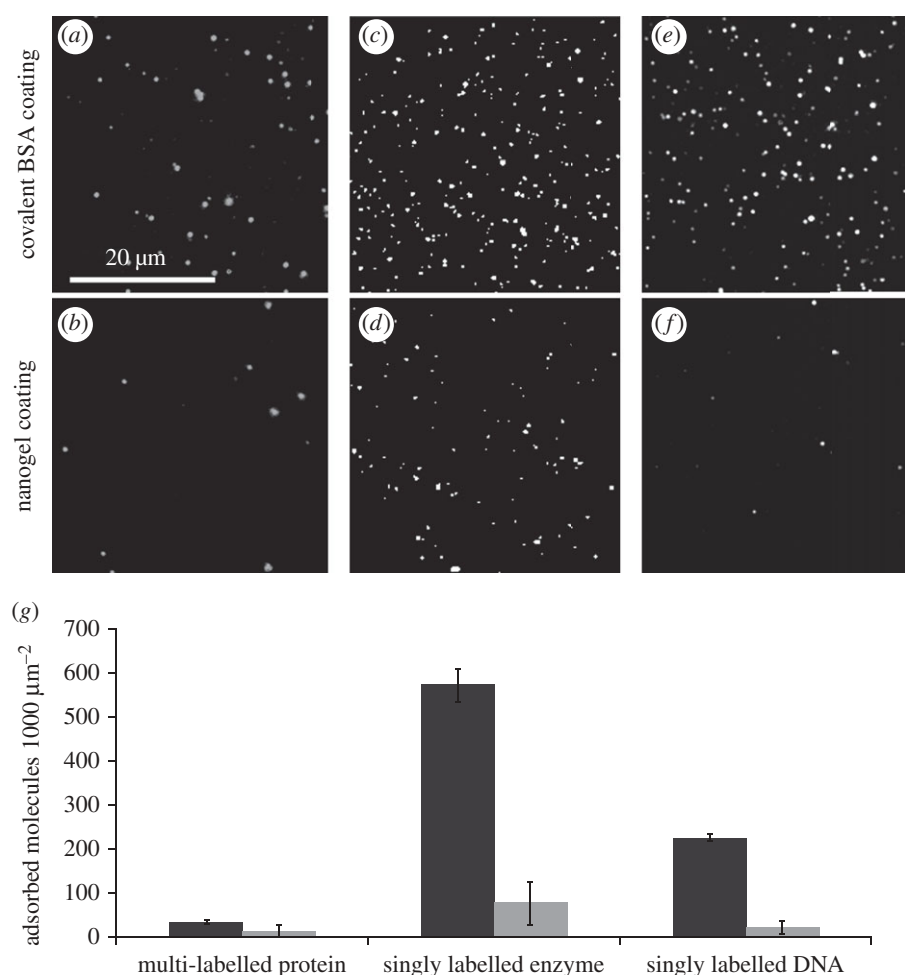 (a)
(c)
(e)
covalent BSA coating
20 µm
(b)
(d)
(f)
nanogel coating
(g)
700
600
500
400
300
200
100
0
adsorbed molecules 1000 µm⁻²
multi-labelled protein
singly labelled enzyme
singly labelled DNA